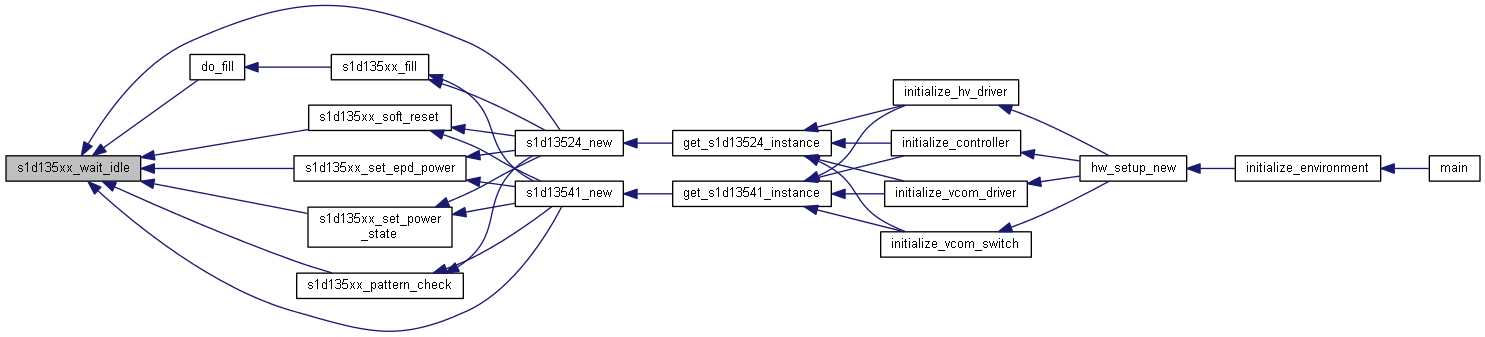 s1d135xx_wait_idle
do_fill
s1d135xx_fill
s1d135xx_soft_reset
s1d135xx_set_epd_power
s1d135xx_set_power
_state
s1d135xx_pattern_check
s1d13524_new
s1d13541_new
get_s1d13524_instance
get_s1d13541_instance
initialize_hv_driver
initialize_controller
initialize_vcom_driver
initialize_vcom_switch
hw_setup_new
initialize_environment
main